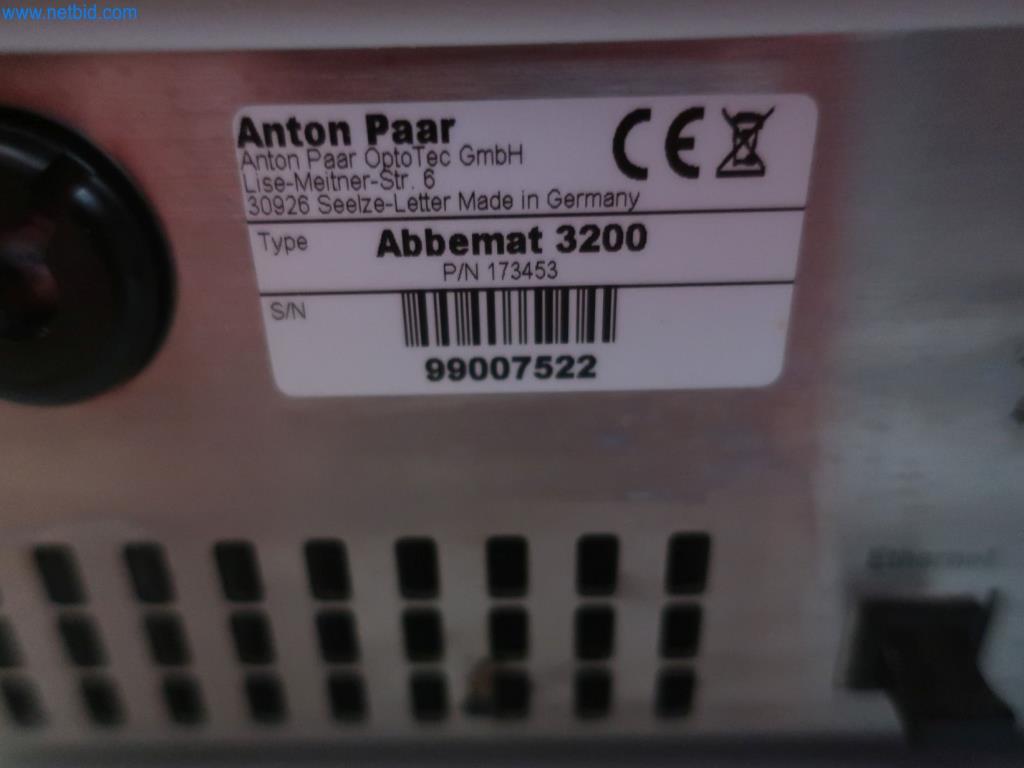 www.netbid.com
Anton Paar
Anton Paar OptoTec GmbH
Lise-Meitner-Str. 6
30926 Seelze-Letter Made in Germany
CE
Type Abbemat 3200
P/N 173453
S/N
99007522
Ethernet